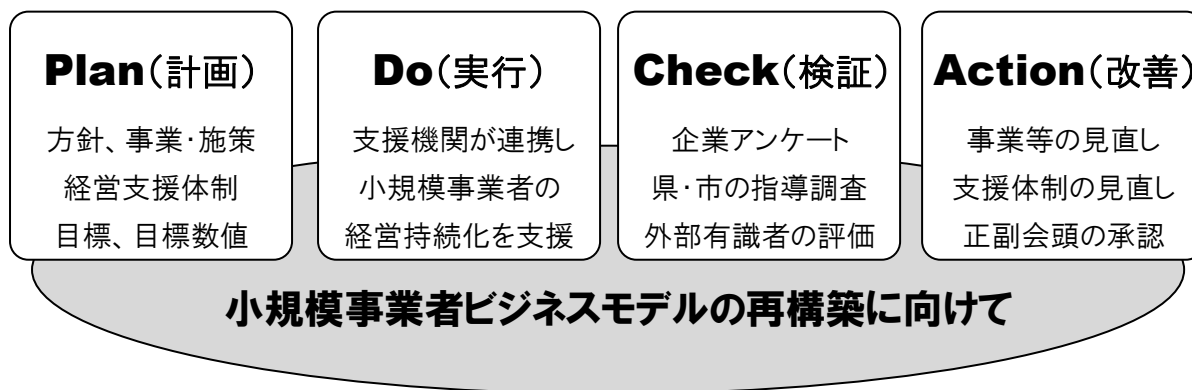 Plan(計画)
方針、事業・施策
経営支援体制
目標、目標数値
Do(実行)
支援機関が連携し
小規模事業者の
経営持続化を支援
Check(検証)
企業アンケート
県・市の指導調査
外部有識者の評価
Action(改善)
事業等の見直し
支援体制の見直し
正副会頭の承認
小規模事業者ビジネスモデルの再構築に向けて